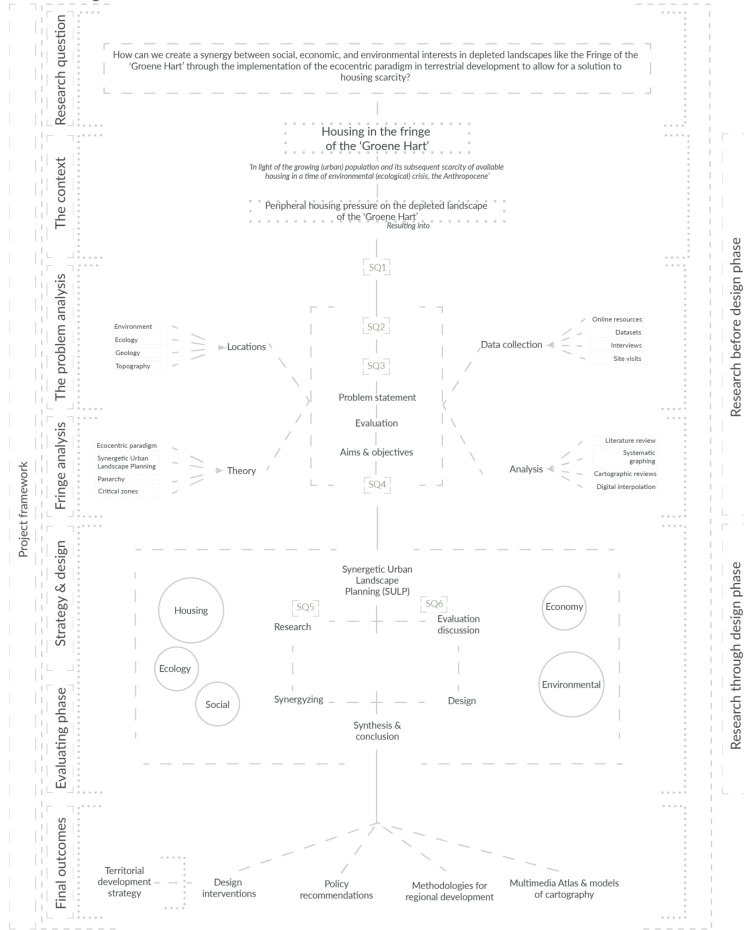 Research question
How can we create a synergy between social, economic, and environmental interests in depleted landscapes like the Fringe of the
‘Groene Hart’ through the implementation of the ecocentric paradigm in terrestrial development to allow for a solution to
housing scarcity?
The context
Housing in the fringe
of the ‘Groene Hart’
‘In light of the growing (urban) population and its subsequent scarcity of available
housing in a time of environmental (ecological) crisis, the Anthropocene’
Peripheral housing pressure on the depleted landscape
of the ‘Groene Hart’
Resulting into
SQ1
The problem analysis
Environment
Ecology
Geology
Topography
Locations
SQ2
SQ3
Problem statement
Evaluation
Aims & objectives
SQ4
Data collection
Online resources
Datasets
Interviews
Site visits
Fringe analysis
Ecocentric paradigm
Synergetic Urban
Landscape Planning
Panarchy
Critical zones
Theory
Analysis
Literature review
Systematic
graphing
Cartographic reviews
Digital interpolation
Research before design phase
Project framework
Strategy & design
Synergetic Urban
Landscape
Planning (SULP)
Housing
Ecology
Social
SQ5
Research
SQ6
Evaluation
discussion
Synergyzing
Design
Economy
Environmental
Evaluating phase
Synthesis &
conclusion
Research through design phase
Final outcomes
Territorial
development
strategy
Design
interventions
Policy
recommendations
Methodologies for
regional development
Multimedia Atlas & models
of cartography